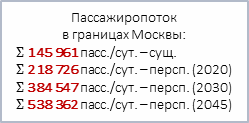 Пассажиропоток
в границах Москвы:
Σ 145 961 пасс./сут. – сущ.
Σ 218 726 пасс./сут. – персп. (2020)
Σ 384 547 пасс./сут. – персп. (2030)
Σ 538 362 пасс./сут. – персп. (2045)